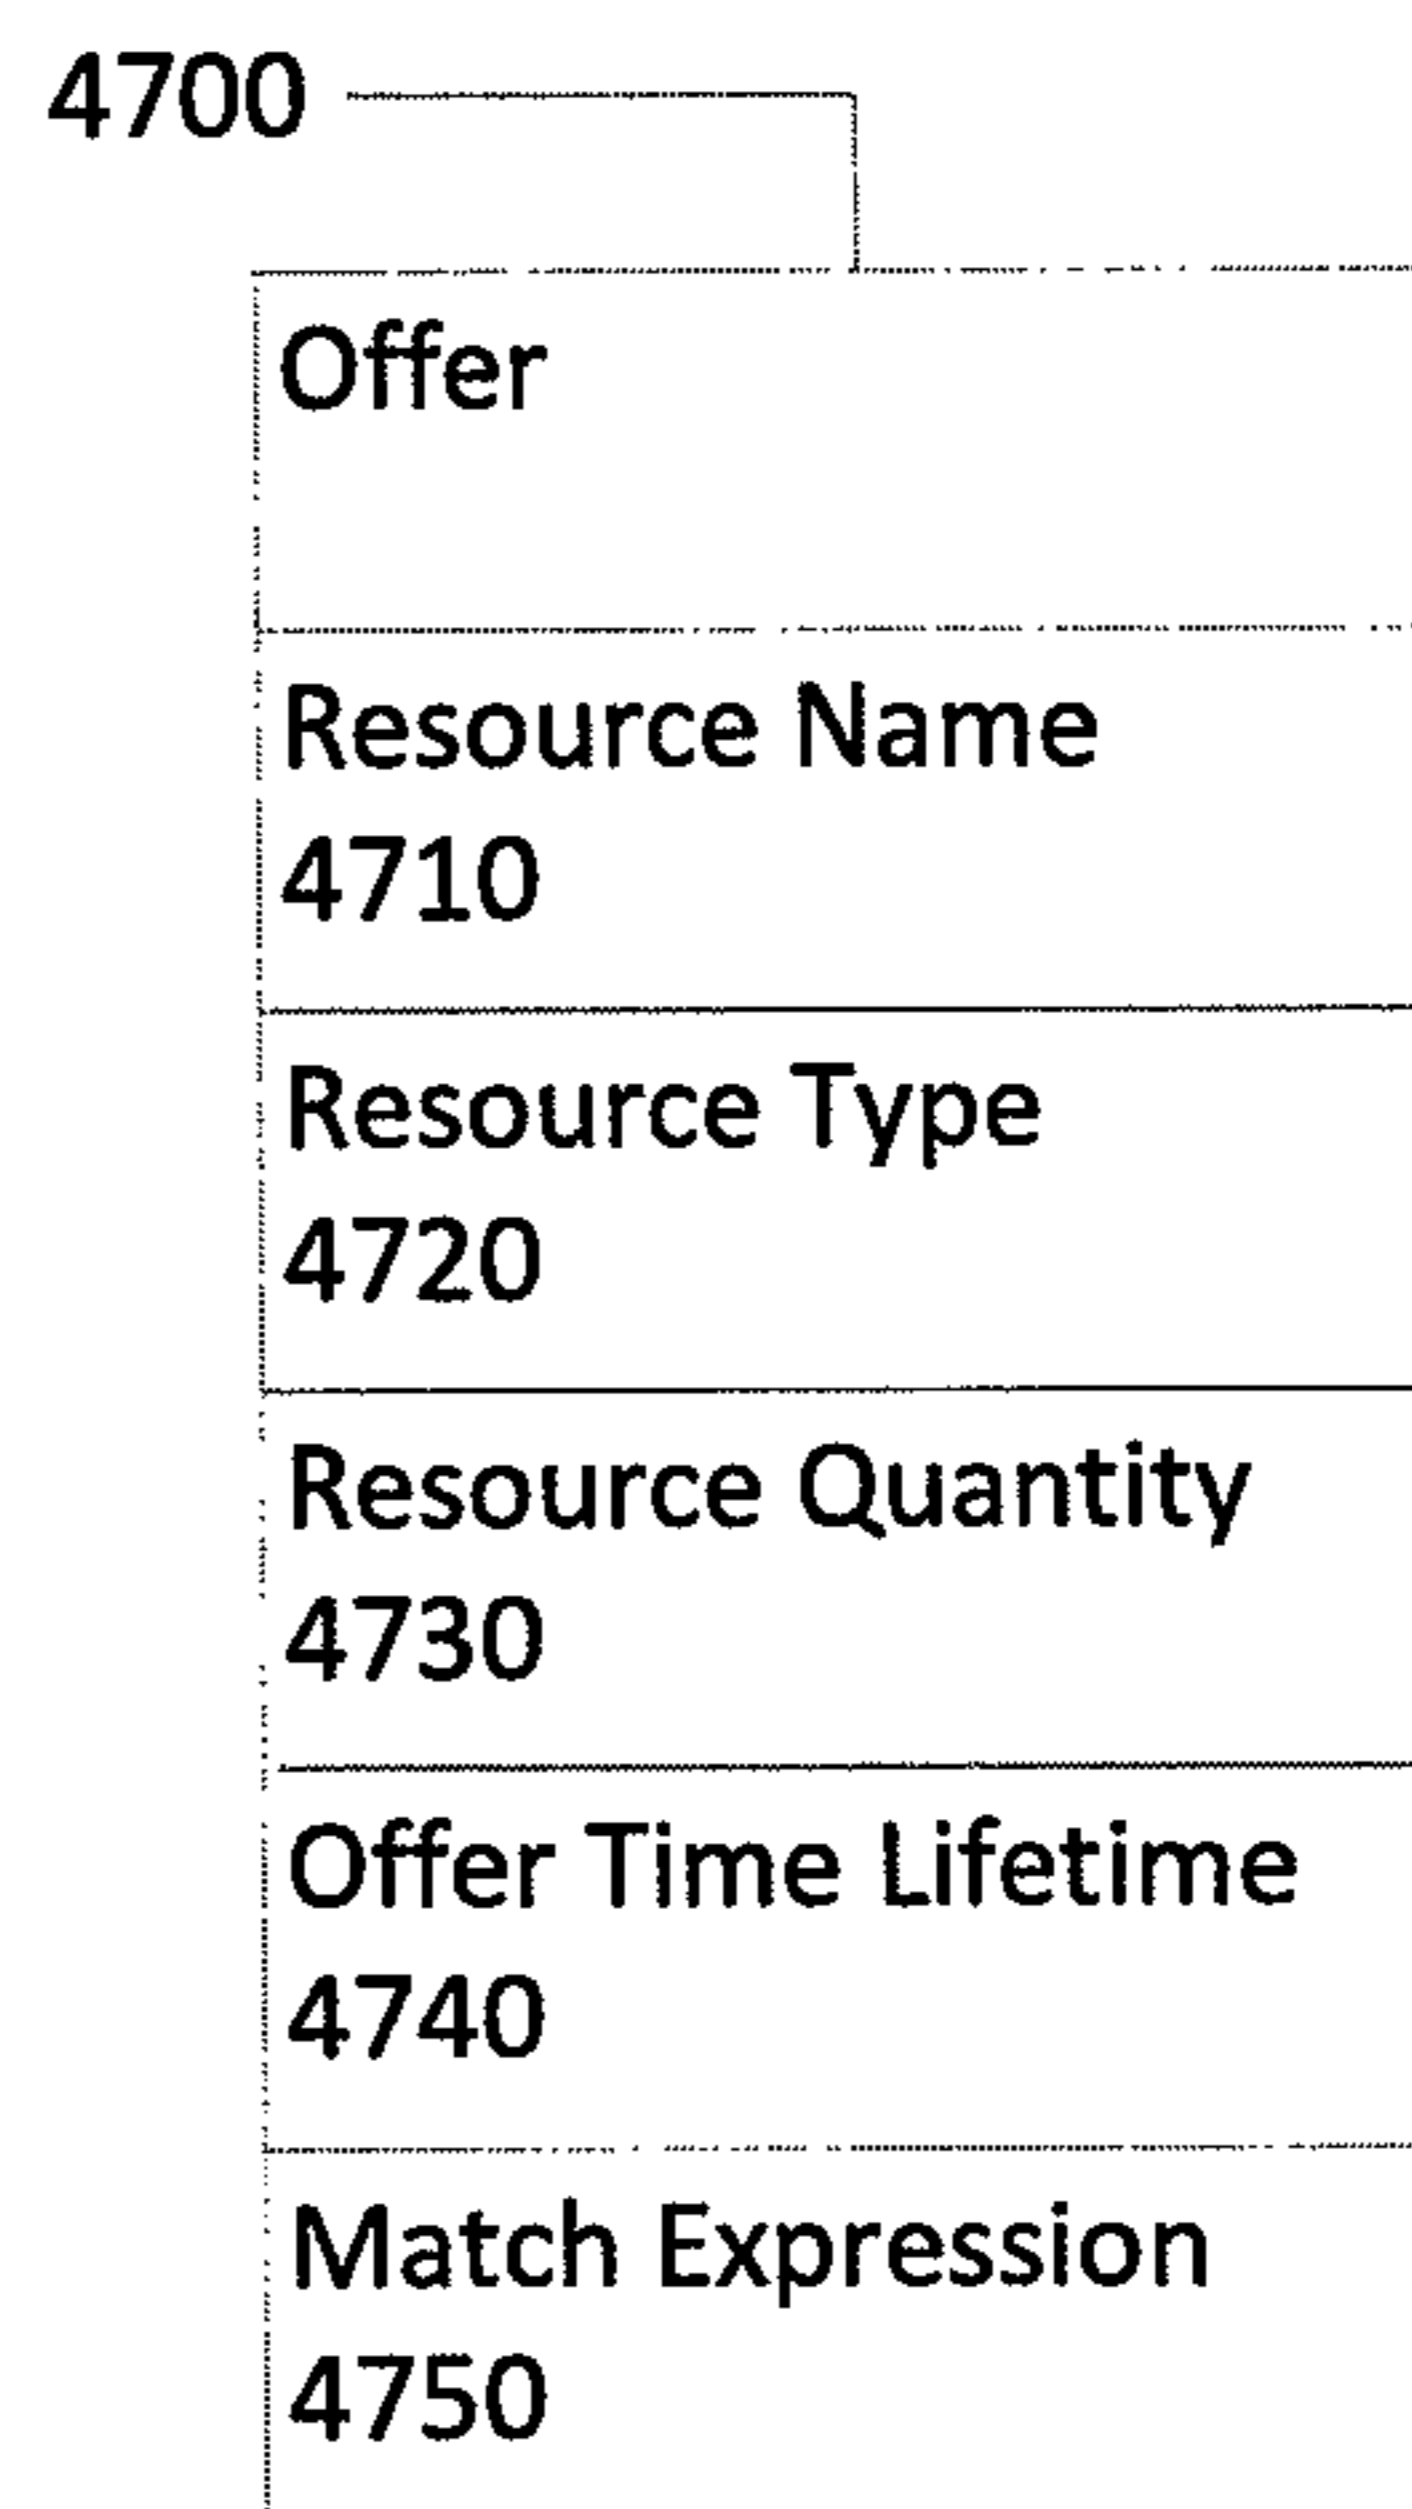 4700
Offer
Resource Name
4710
Resource Type
4720
Resource Quantity
4730
Offer Time Lifetime
4740
Match Expression
4750